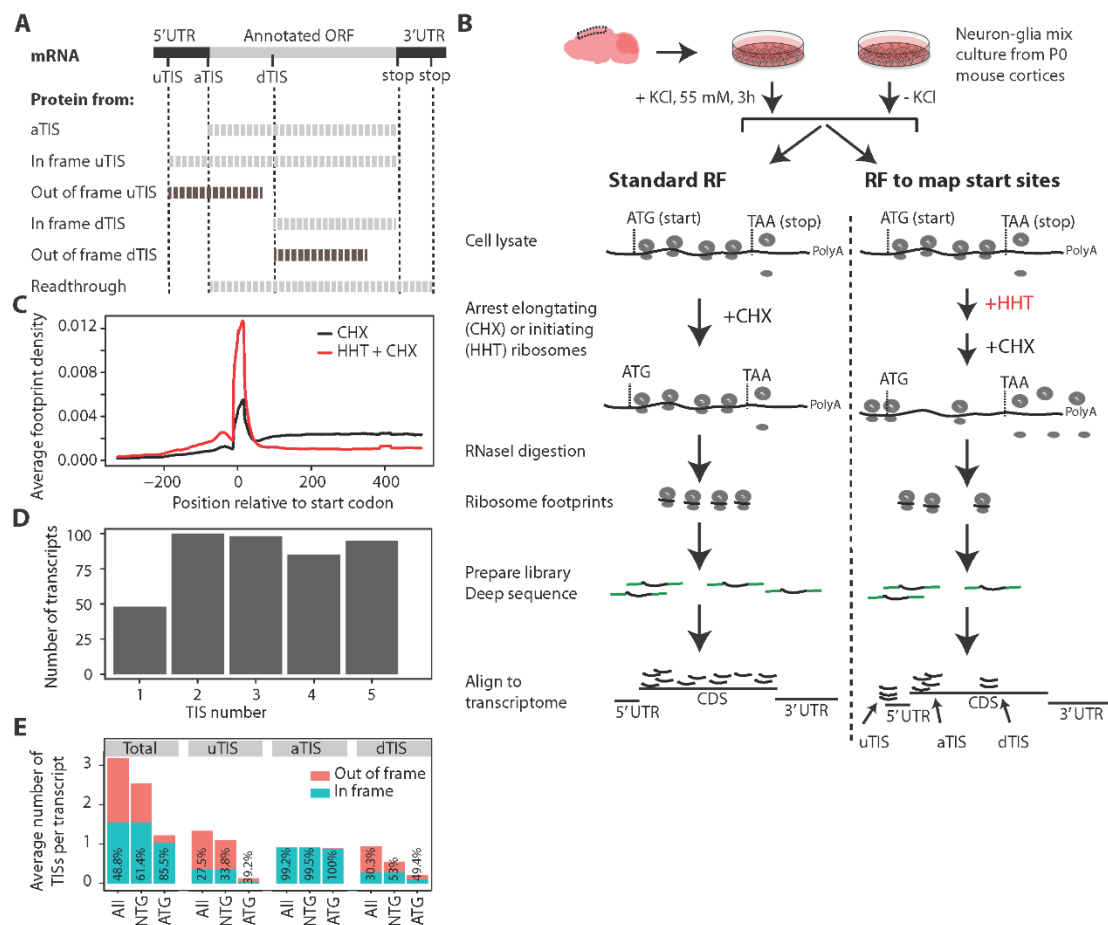 A
5'UTR
Annotated ORF
3'UTR
mRNA
uTIS
aTIS
dTIS
stop
stop
Protein from:
aTIS
In frame uTIS
Out of frame uTIS
In frame dTIS
Out of frame dTIS
Readthrough
B
Neuron-glia mix
culture from P0
mouse cortices
+ KCl, 55 mM, 3h
- KCl
Standard RF
RF to map start sites
ATG (start)
TAA (stop)
ATG (start)
TAA (stop)
Cell lysate
PolyA
PolyA
Arrest elongtating
(CHX) or initiating
(HHT) ribosomes
+CHX
+HHT
+CHX
ATG
TAA
ATG
TAA
PolyA
PolyA
RNaseI digestion
Ribosome footprints
Prepare library
Deep sequence
Align to
transcriptome
5'UTR
CDS
3'UTR
5'UTR
CDS
3'UTR
uTIS
aTIS
dTIS
C
Average footprint density
0.012
0.008
0.004
0.000
CHX
HHT + CHX
−200
0
200
400
Position relative to start codon
D
Number of transcripts
100
75
50
25
0
1
2
3
4
5
TIS number
E
Average number of
TISs per transcript
3
2
1
0
Total
uTIS
aTIS
dTIS
Out of frame
In frame
48.8%
61.4%
85.5%
27.5%
33.8%
39.2%
99.2%
99.5%
100%
30.3%
53%
49.4%
All
NTG
ATG
All
NTG
ATG
All
NTG
ATG
All
NTG
ATG